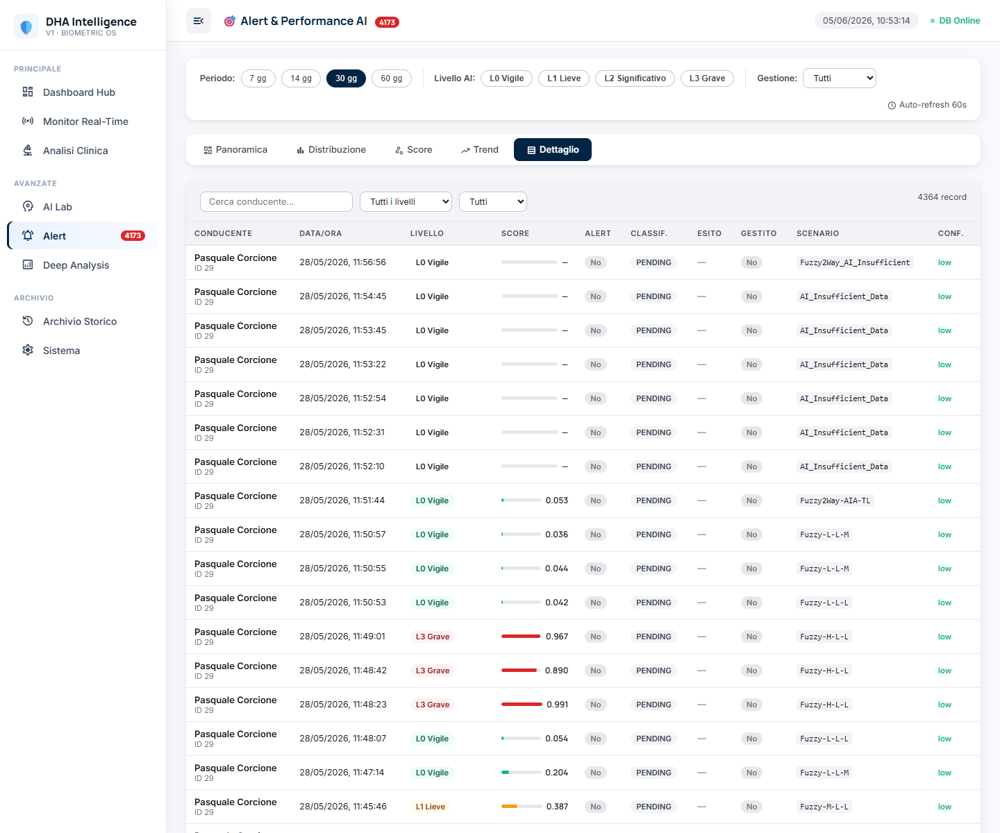 DHA Intelligence
V1 · BIOMETRIC OS
PRINCIPALE
Dashboard Hub
Monitor Real-Time
Analisi Clinica
AVANZATE
AI Lab
Alert 4173
Deep Analysis
ARCHIVIO
Archivio Storico
Sistema
Alert & Performance AI 4173
05/06/2026, 10:53:14 DB Online
Periodo: 7 gg 14 gg 30 gg 60 gg Livello AI: L0 Vigile L1 Lieve L2 Significativo L3 Grave Gestione: Tutti
Auto-refresh 60s
Panoramica Distribuzione Score Trend Dettaglio
Cerca conducente... Tutti i livelli Tutti 4364 record
CONDUCENTE DATA/ORA LIVELLO SCORE ALERT CLASSIF. ESITO GESTITO SCENARIO CONF.
Pasquale Corcione 28/05/2026, 11:56:56 L0 Vigile — No PENDING — No Fuzzy2Way_AI_Insufficient low
ID 29
Pasquale Corcione 28/05/2026, 11:54:45 L0 Vigile — No PENDING — No AI_Insufficient_Data low
ID 29
Pasquale Corcione 28/05/2026, 11:53:45 L0 Vigile — No PENDING — No AI_Insufficient_Data low
ID 29
Pasquale Corcione 28/05/2026, 11:53:22 L0 Vigile — No PENDING — No AI_Insufficient_Data low
ID 29
Pasquale Corcione 28/05/2026, 11:52:54 L0 Vigile — No PENDING — No AI_Insufficient_Data low
ID 29
Pasquale Corcione 28/05/2026, 11:52:31 L0 Vigile — No PENDING — No AI_Insufficient_Data low
ID 29
Pasquale Corcione 28/05/2026, 11:52:10 L0 Vigile — No PENDING — No AI_Insufficient_Data low
ID 29
Pasquale Corcione 28/05/2026, 11:51:44 L0 Vigile 0.053 No PENDING — No Fuzzy2Way-AIA-TL low
ID 29
Pasquale Corcione 28/05/2026, 11:50:57 L0 Vigile 0.036 No PENDING — No Fuzzy-L-L-M low
ID 29
Pasquale Corcione 28/05/2026, 11:50:55 L0 Vigile 0.044 No PENDING — No Fuzzy-L-L-M low
ID 29
Pasquale Corcione 28/05/2026, 11:50:53 L0 Vigile 0.042 No PENDING — No Fuzzy-L-L-L low
ID 29
Pasquale Corcione 28/05/2026, 11:49:01 L3 Grave 0.967 No PENDING — No Fuzzy-H-L-L low
ID 29
Pasquale Corcione 28/05/2026, 11:48:42 L3 Grave 0.890 No PENDING — No Fuzzy-H-L-L low
ID 29
Pasquale Corcione 28/05/2026, 11:48:23 L3 Grave 0.991 No PENDING — No Fuzzy-H-L-L low
ID 29
Pasquale Corcione 28/05/2026, 11:48:07 L0 Vigile 0.054 No PENDING — No Fuzzy-L-L-L low
ID 29
Pasquale Corcione 28/05/2026, 11:47:14 L0 Vigile 0.204 No PENDING — No Fuzzy-L-L-M low
ID 29
Pasquale Corcione 28/05/2026, 11:45:46 L1 Lieve 0.387 No PENDING — No Fuzzy-M-L-L low
ID 29